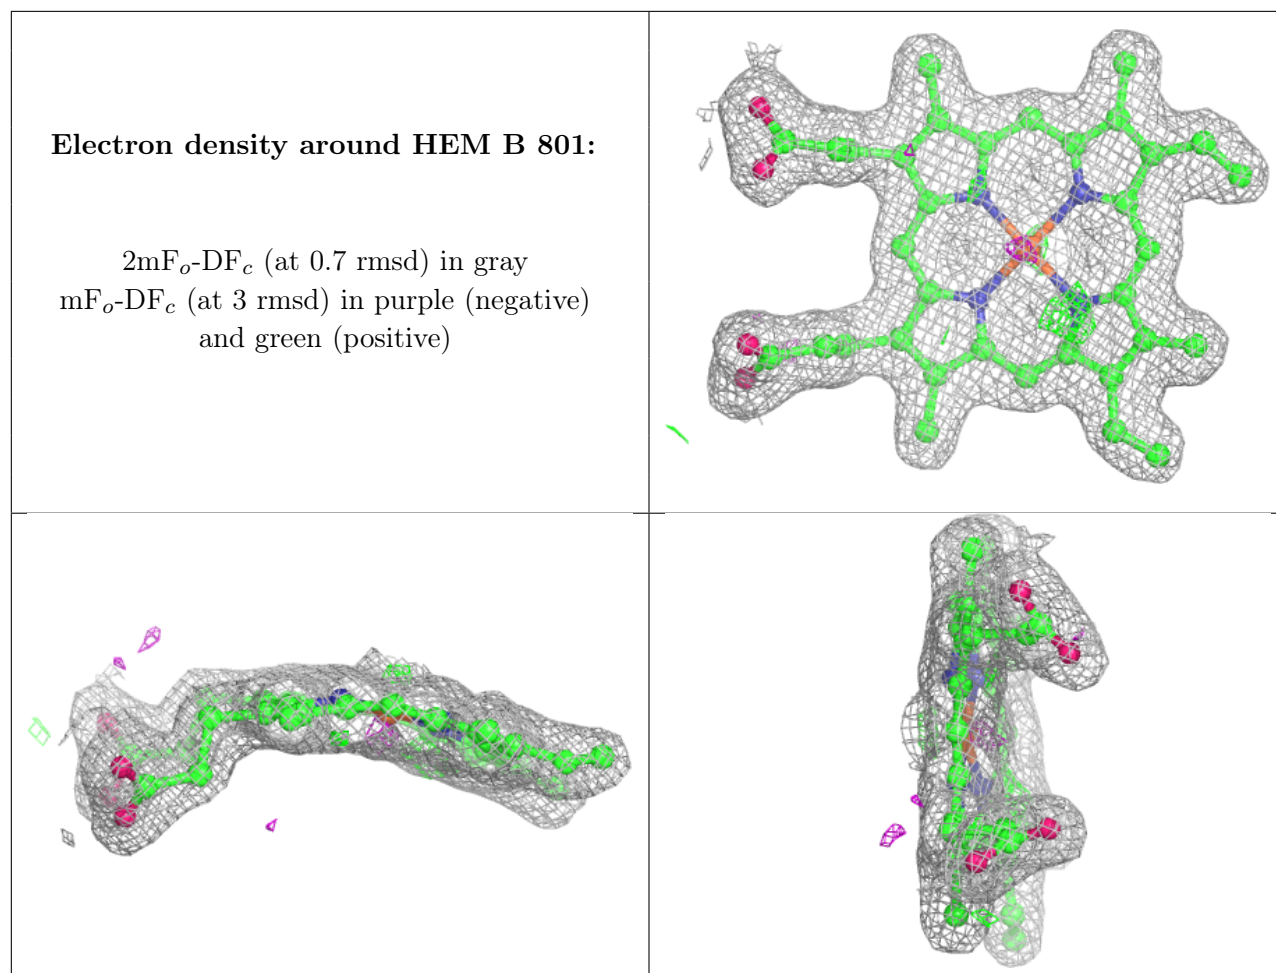 Electron density around HEM B 801:
2mFo-DFc (at 0.7 rmsd) in gray
mFo-DFc (at 3 rmsd) in purple (negative)
and green (positive)